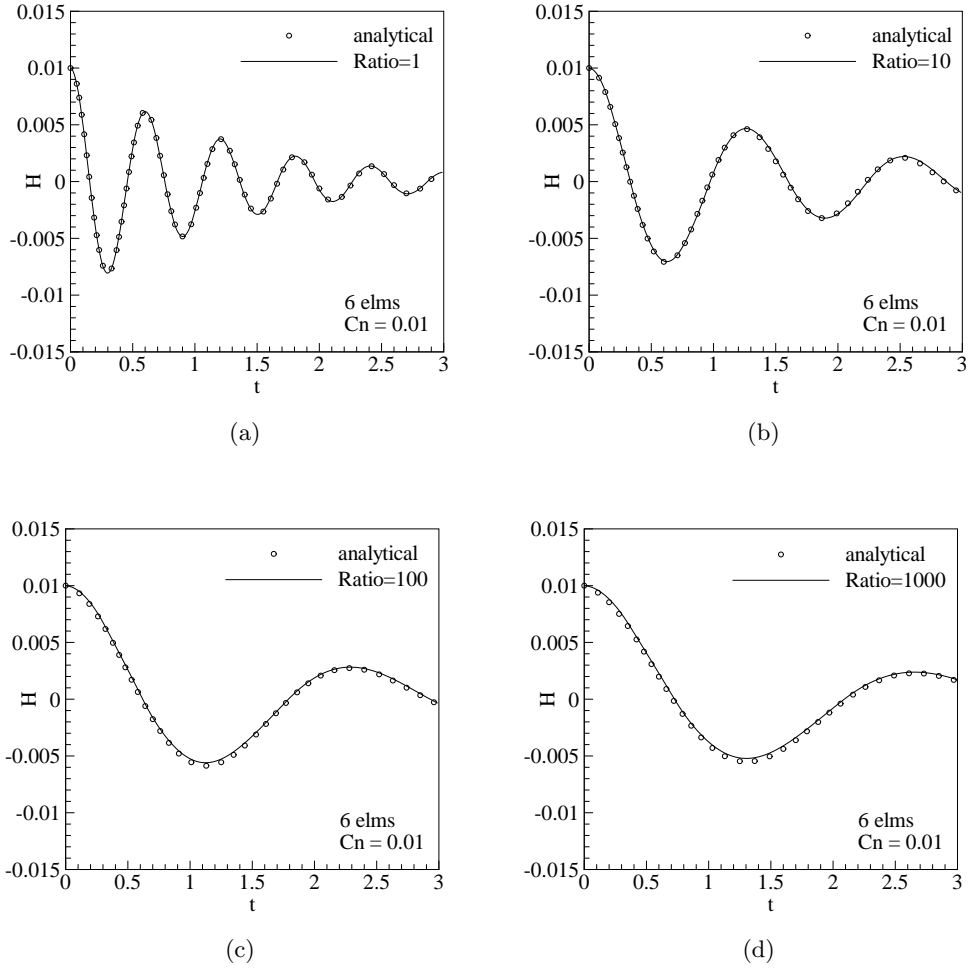 0.015
0.01
0.005
0
-0.005
-0.01
-0.015
H
analytical
Ratio=1
6 elms
Cn = 0.01
0 0.5 1 1.5 2 2.5 3
t
(a)
0.015
0.01
0.005
0
-0.005
-0.01
-0.015
H
analytical
Ratio=10
6 elms
Cn = 0.01
0 0.5 1 1.5 2 2.5 3
t
(b)
0.015
0.01
0.005
0
-0.005
-0.01
-0.015
H
analytical
Ratio=100
6 elms
Cn = 0.01
0 0.5 1 1.5 2 2.5 3
t
(c)
0.015
0.01
0.005
0
-0.005
-0.01
-0.015
H
analytical
Ratio=1000
6 elms
Cn = 0.01
0 0.5 1 1.5 2 2.5 3
t
(d)